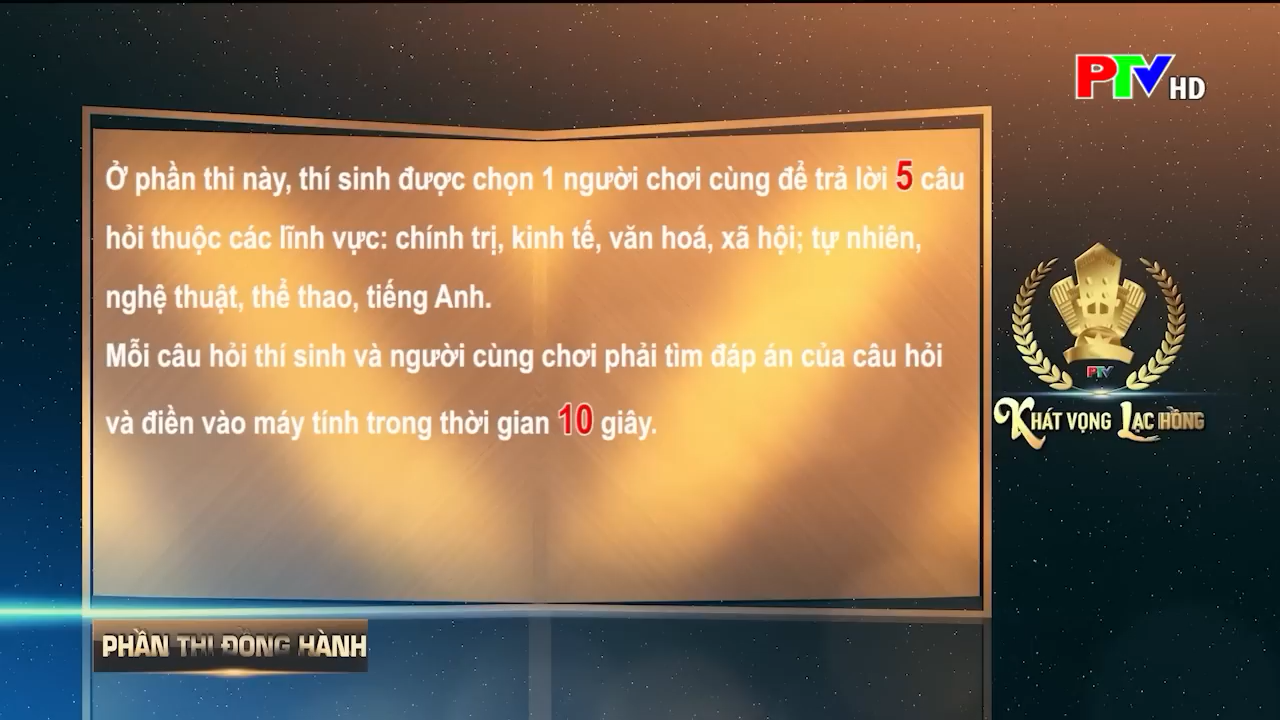 PTV HD
Ở phần thi này, thí sinh được chọn 1 người chơi cùng để trả lời 5 câu
hỏi thuộc các lĩnh vực: chính trị, kinh tế, văn hoá, xã hội; tự nhiên,
nghệ thuật, thể thao, tiếng Anh.
Mỗi câu hỏi thí sinh và người cùng chơi phải tìm đáp án của câu hỏi
và điền vào máy tính trong thời gian 10 giây.
PTV
KHÁT VỌNG LẠC HỒNG
PHẦN THI ĐỒNG HÀNH